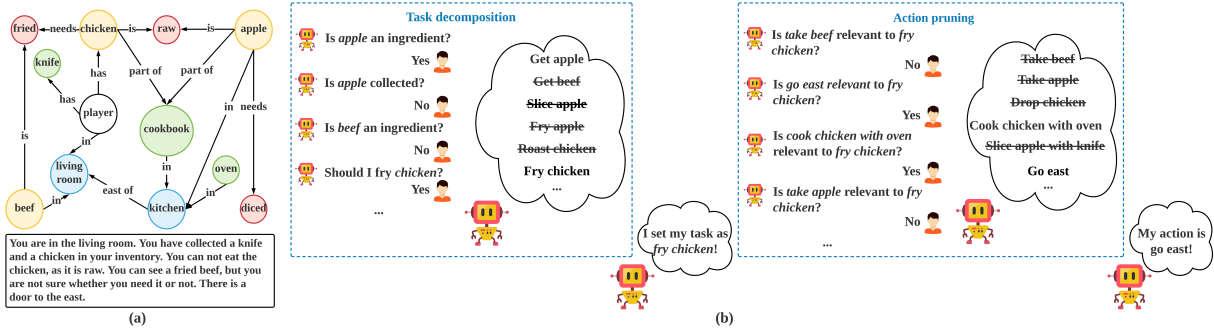 fried
needs
chicken
is
raw
is
apple
knife
has
has
part of
part of
in
needs
player
is
in
cookbook
living
room
in
oven
east of
in
beef
in
kitchen
diced
You are in the living room. You have collected a knife
and a chicken in your inventory. You can not eat the
chicken, as it is raw. You can see a fried beef, but you
are not sure whether you need it or not. There is a
door to the east.
(a)
Task decomposition
Is apple an ingredient?
Yes
Is apple collected?
No
Is beef an ingredient?
No
Should I fry chicken?
Yes
...
Get apple
Get beef
Slice apple
Fry apple
Roast chicken
Fry chicken
...
I set my task as
fry chicken!
Action pruning
Is take beef relevant to fry
chicken?
No
Is go east relevant to fry
chicken?
Yes
Is cook chicken with oven
relevant to fry chicken?
Yes
Is take apple relevant to fry
chicken?
No
...
Take beef
Take apple
Drop chicken
Cook chicken with oven
Slice apple with knife
Go east
...
My action is
go east!
(b)